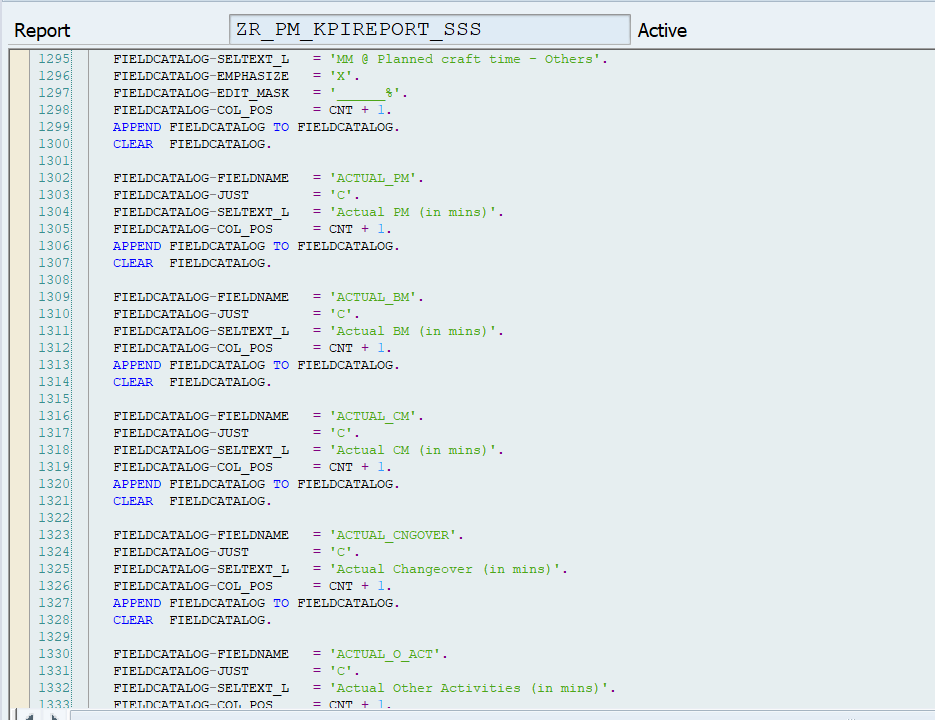 Report ZR_PM_KPIREPORT_SSS Active
1295 FIELDCATALOG-SELTEXT_L = 'MM @ Planned craft time - Others'.
1296 FIELDCATALOG-EMPHASIZE = 'X'.
1297 FIELDCATALOG-EDIT_MASK = '______%'.
1298 FIELDCATALOG-COL_POS = CNT + 1.
1299 APPEND FIELDCATALOG TO FIELDCATALOG.
1300 CLEAR FIELDCATALOG.
1301
1302 FIELDCATALOG-FIELDNAME = 'ACTUAL_PM'.
1303 FIELDCATALOG-JUST = 'C'.
1304 FIELDCATALOG-SELTEXT_L = 'Actual PM (in mins)'.
1305 FIELDCATALOG-COL_POS = CNT + 1.
1306 APPEND FIELDCATALOG TO FIELDCATALOG.
1307 CLEAR FIELDCATALOG.
1308
1309 FIELDCATALOG-FIELDNAME = 'ACTUAL_BM'.
1310 FIELDCATALOG-JUST = 'C'.
1311 FIELDCATALOG-SELTEXT_L = 'Actual BM (in mins)'.
1312 FIELDCATALOG-COL_POS = CNT + 1.
1313 APPEND FIELDCATALOG TO FIELDCATALOG.
1314 CLEAR FIELDCATALOG.
1315
1316 FIELDCATALOG-FIELDNAME = 'ACTUAL_CM'.
1317 FIELDCATALOG-JUST = 'C'.
1318 FIELDCATALOG-SELTEXT_L = 'Actual CM (in mins)'.
1319 FIELDCATALOG-COL_POS = CNT + 1.
1320 APPEND FIELDCATALOG TO FIELDCATALOG.
1321 CLEAR FIELDCATALOG.
1322
1323 FIELDCATALOG-FIELDNAME = 'ACTUAL_CNGOVER'.
1324 FIELDCATALOG-JUST = 'C'.
1325 FIELDCATALOG-SELTEXT_L = 'Actual Changeover (in mins)'.
1326 FIELDCATALOG-COL_POS = CNT + 1.
1327 APPEND FIELDCATALOG TO FIELDCATALOG.
1328 CLEAR FIELDCATALOG.
1329
1330 FIELDCATALOG-FIELDNAME = 'ACTUAL_O_ACT'.
1331 FIELDCATALOG-JUST = 'C'.
1332 FIELDCATALOG-SELTEXT_L = 'Actual Other Activities (in mins)'.
1333 FIELDCATALOG-COL_POS = CNT + 1.